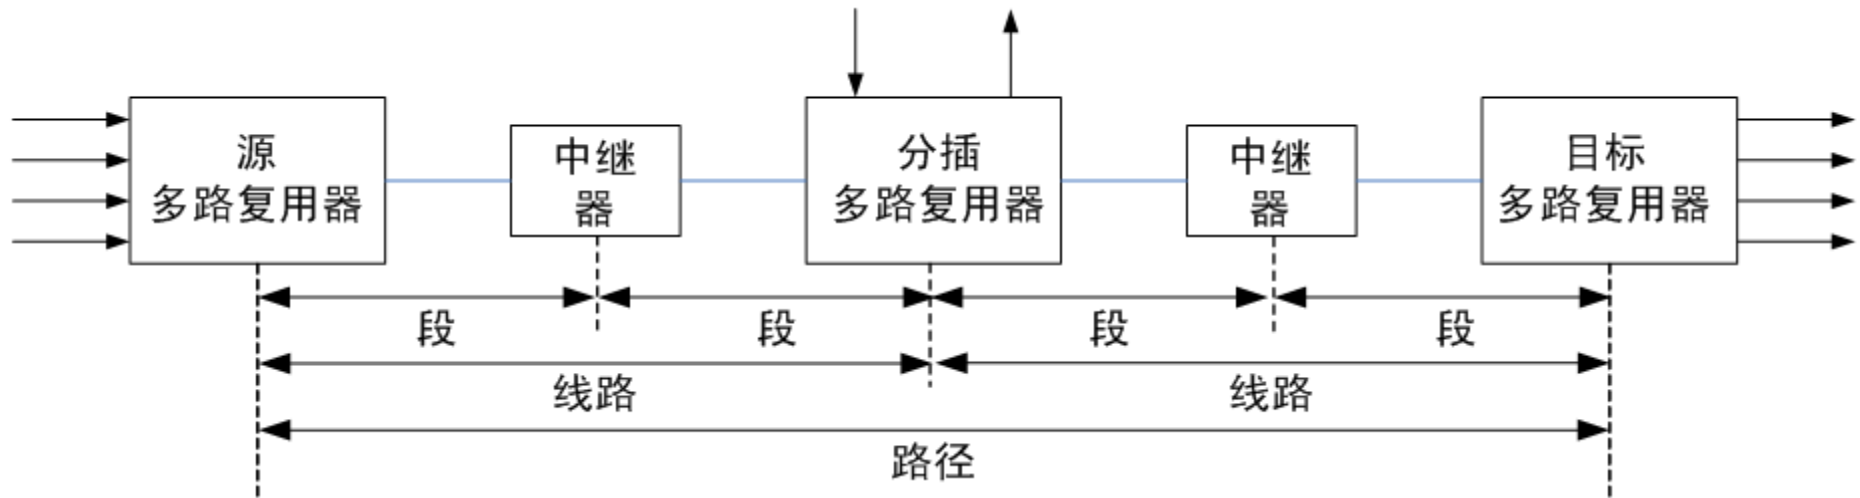 源
多路复用器
中继
器
分插
多路复用器
中继
器
目标
多路复用器
段
段
段
段
线路
线路
路径